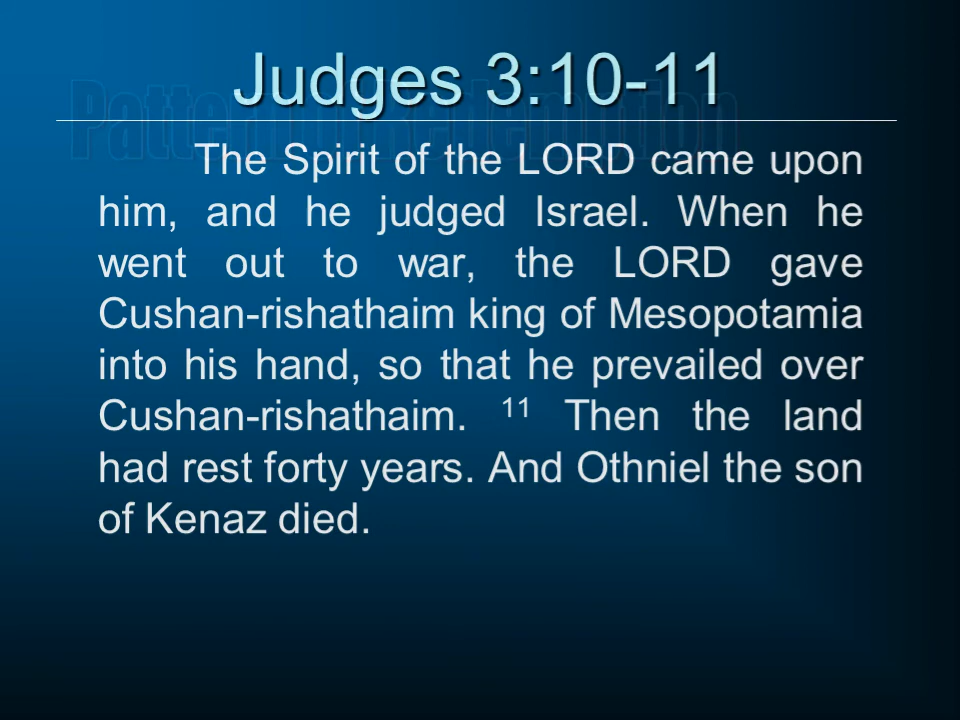 Judges 3:10-11
The Spirit of the LORD came upon
him, and he judged Israel. When he
went out to war, the LORD gave
Cushan-rishathaim king of Mesopotamia
into his hand, so that he prevailed over
Cushan-rishathaim. 11 Then the land
had rest forty years. And Othniel the son
of Kenaz died.